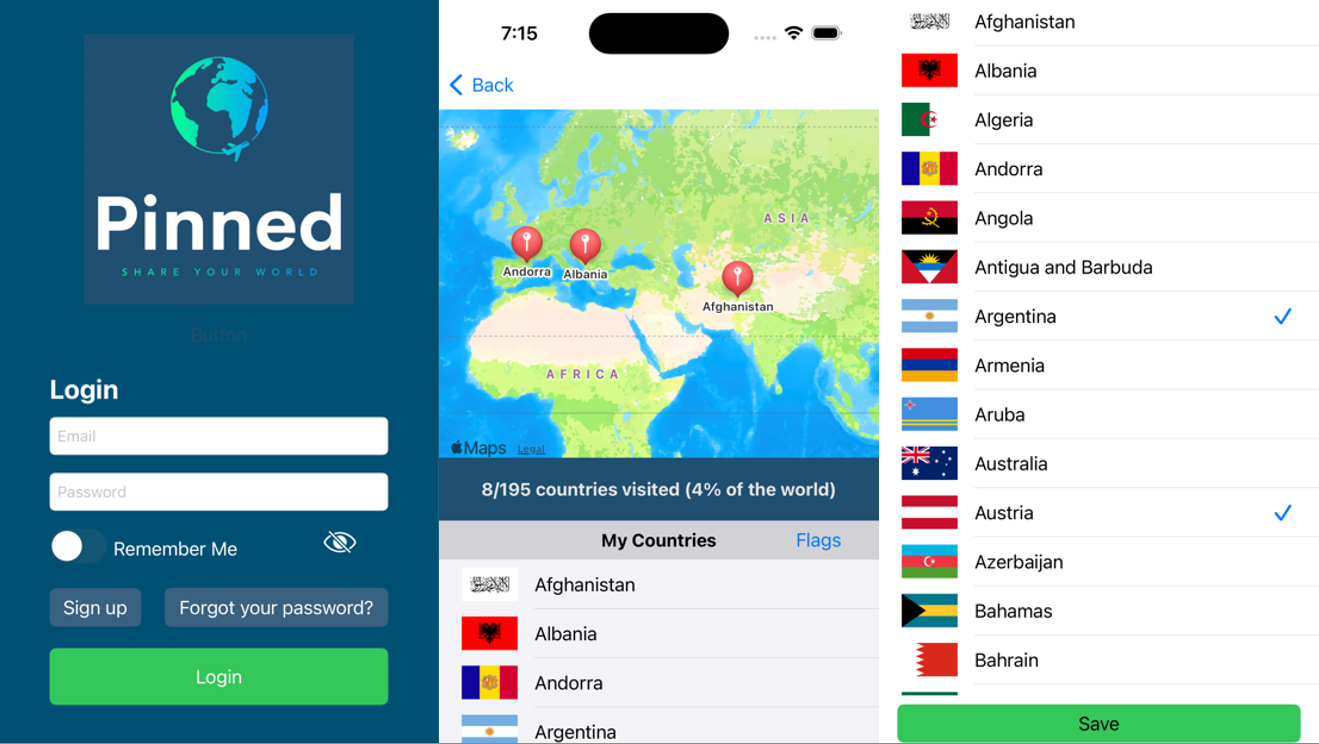 Pinned
SHARE YOUR WORLD
Button
Login
Email
Password
Remember Me
Sign up
Forgot your password?
Login
7:15
Back
ASIA
Andorra
Albania
Afghanistan
AFRICA
Maps
Legal
8/195 countries visited (4% of the world)
My Countries
Flags
Afghanistan
Albania
Andorra
Argentina
Afghanistan
Albania
Algeria
Andorra
Angola
Antigua and Barbuda
Argentina
Armenia
Aruba
Australia
Austria
Azerbaijan
Bahamas
Bahrain
Save